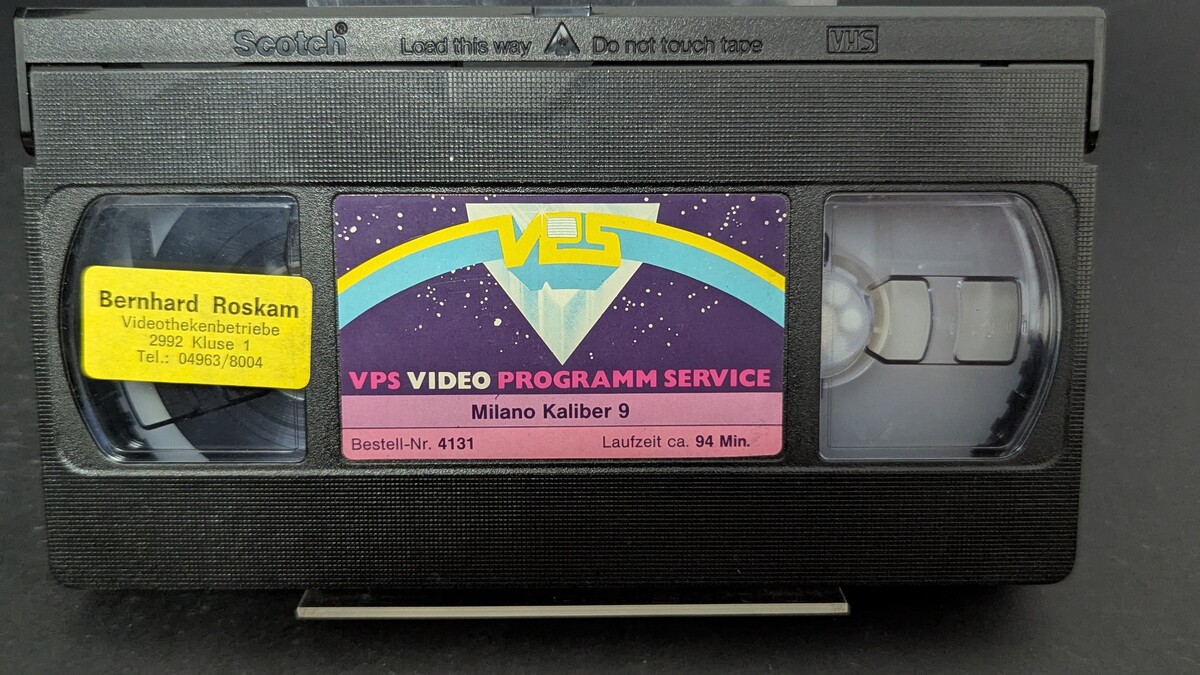 Scotch® Load this way Do not touch tape VHS
VPS
Bernhard Roskam
Videothekenbetriebe
2992 Kluse 1
Tel.: 04963/8004
VPS VIDEO PROGRAMM SERVICE
Milano Kaliber 9
Bestell-Nr. 4131 Laufzeit ca. 94 Min.